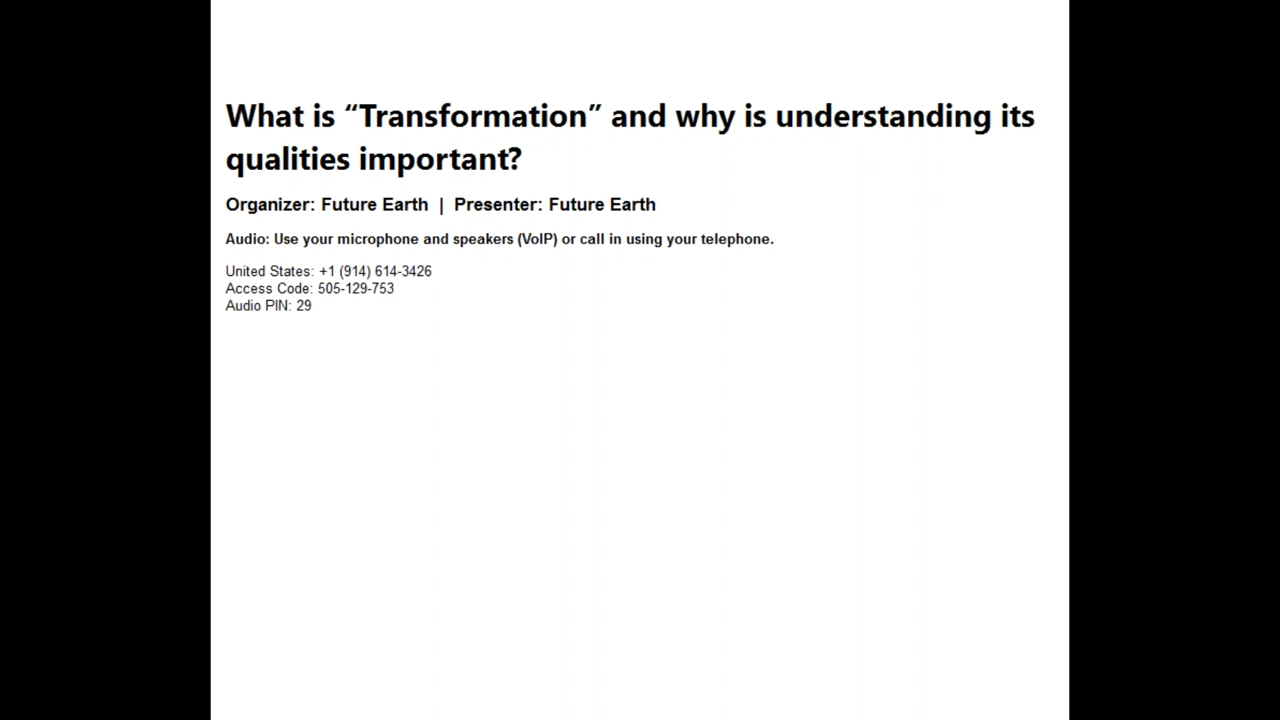 What is “Transformation” and why is understanding its
qualities important?
Organizer: Future Earth | Presenter: Future Earth
Audio: Use your microphone and speakers (VoIP) or call in using your telephone.
United States: +1 (914) 614-3426
Access Code: 505-129-753
Audio PIN: 29